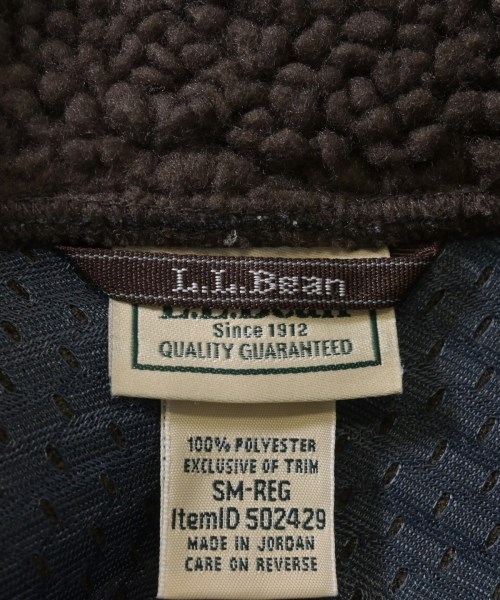 L.L.Bean
L.L.Bean
Since 1912
QUALITY GUARANTEED
100% POLYESTER
EXCLUSIVE OF TRIM
SM-REG
ItemID 502429
MADE IN JORDAN
CARE ON REVERSE